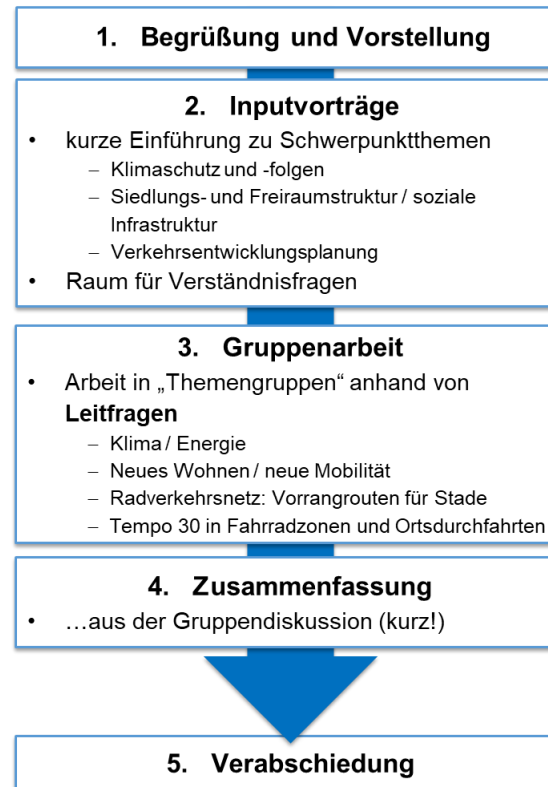 1. Begrüßung und Vorstellung
2. Inputvorträge
• kurze Einführung zu Schwerpunktthemen
– Klimaschutz und -folgen
– Siedlungs- und Freiraumstruktur / soziale
Infrastruktur
– Verkehrsentwicklungsplanung
• Raum für Verständnisfragen
3. Gruppenarbeit
• Arbeit in „Themengruppen“ anhand von
Leitfragen
– Klima / Energie
– Neues Wohnen / neue Mobilität
– Radverkehrsnetz: Vorrangrouten für Stade
– Tempo 30 in Fahrradzonen und Ortsdurchfahrten
4. Zusammenfassung
• …aus der Gruppendiskussion (kurz!)
5. Verabschiedung